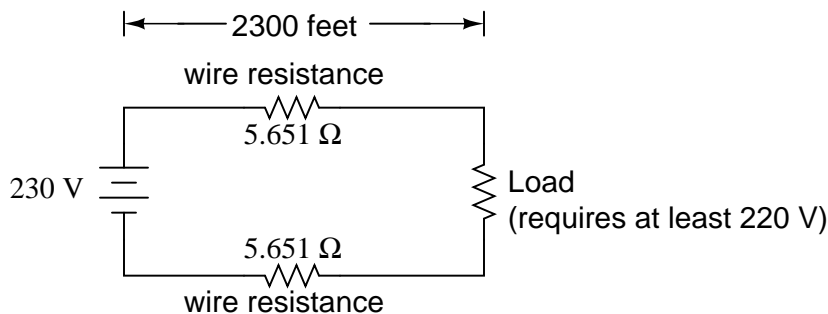 2300 feet
wire resistance
5.651 Ω
230 V
Load
(requires at least 220 V)
5.651 Ω
wire resistance